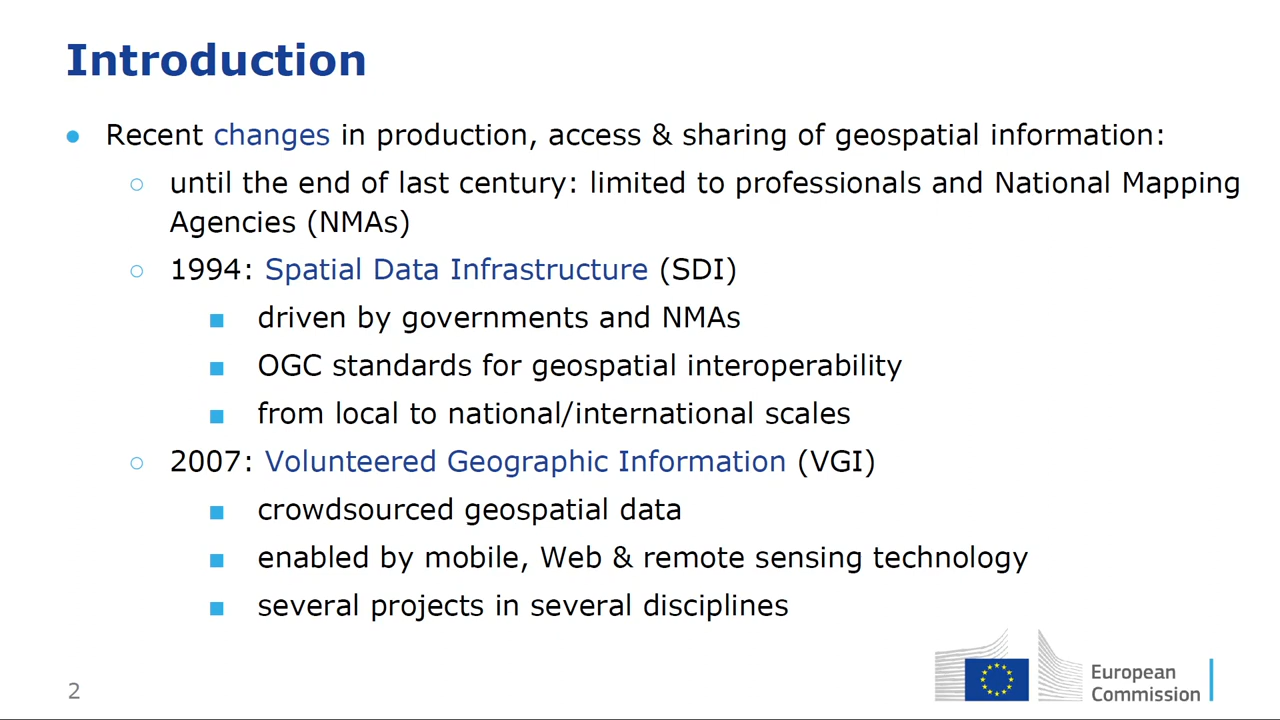 Introduction
● Recent changes in production, access & sharing of geospatial information:
○ until the end of last century: limited to professionals and National Mapping
Agencies (NMAs)
○ 1994: Spatial Data Infrastructure (SDI)
■ driven by governments and NMAs
■ OGC standards for geospatial interoperability
■ from local to national/international scales
○ 2007: Volunteered Geographic Information (VGI)
■ crowdsourced geospatial data
■ enabled by mobile, Web & remote sensing technology
■ several projects in several disciplines
2
European
Commission